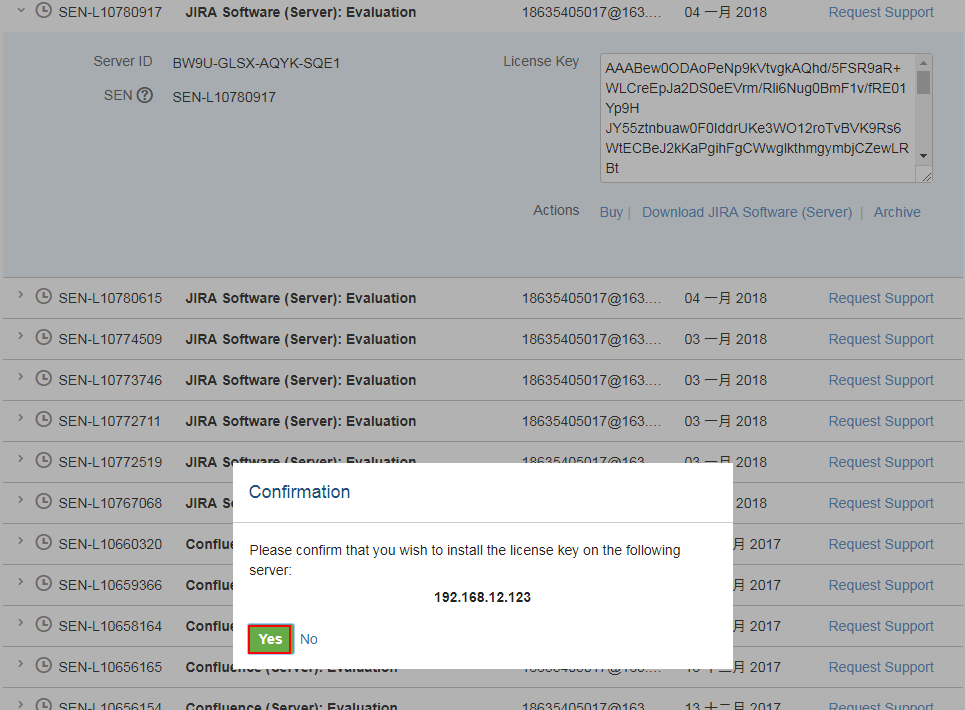 SEN-L10780917 JIRA Software (Server): Evaluation 18635405017@163.... 04 一月 2018 Request Support
Server ID BW9U-GLSX-AQYK-SQE1
SEN SEN-L10780917
License Key
AAABew0ODAoPeNp9kVtvgkAQhd/5FSR9aR+
WLCreEpJa2DS0eEVrm/Rli6Nug0BmF1v/fRE01
Yp9H
JY55ztnbuaw0F0IddrUKe3WO12roTvBVK9Rs6
WtECBeJ2kKaPgihFgCWwglkthmgymbjCZewLR
Bt
Actions Buy | Download JIRA Software (Server) | Archive
SEN-L10780615 JIRA Software (Server): Evaluation 18635405017@163.... 04 一月 2018 Request Support
SEN-L10774509 JIRA Software (Server): Evaluation 18635405017@163.... 03 一月 2018 Request Support
SEN-L10773746 JIRA Software (Server): Evaluation 18635405017@163.... 03 一月 2018 Request Support
SEN-L10772711 JIRA Software (Server): Evaluation 18635405017@163.... 03 一月 2018 Request Support
SEN-L10772519 JIRA Software (Server): Evaluation 18635405017@163.... 03 一月 2018 Request Support
SEN-L10767068 JIRA 2018 Request Support
SEN-L10660320 月 2017 Request Support
SEN-L10659366 月 2017 Request Support
SEN-L10658164 月 2017 Request Support
SEN-L10656165 Confluence (Server): Evaluation 月 2017 Request Support
SEN-L10656154 Confluence (Server): Evaluation 18635405017@163.... 13 十二月 2017 Request Support
Confirmation
Please confirm that you wish to install the license key on the following
server:
192.168.12.123
Yes No